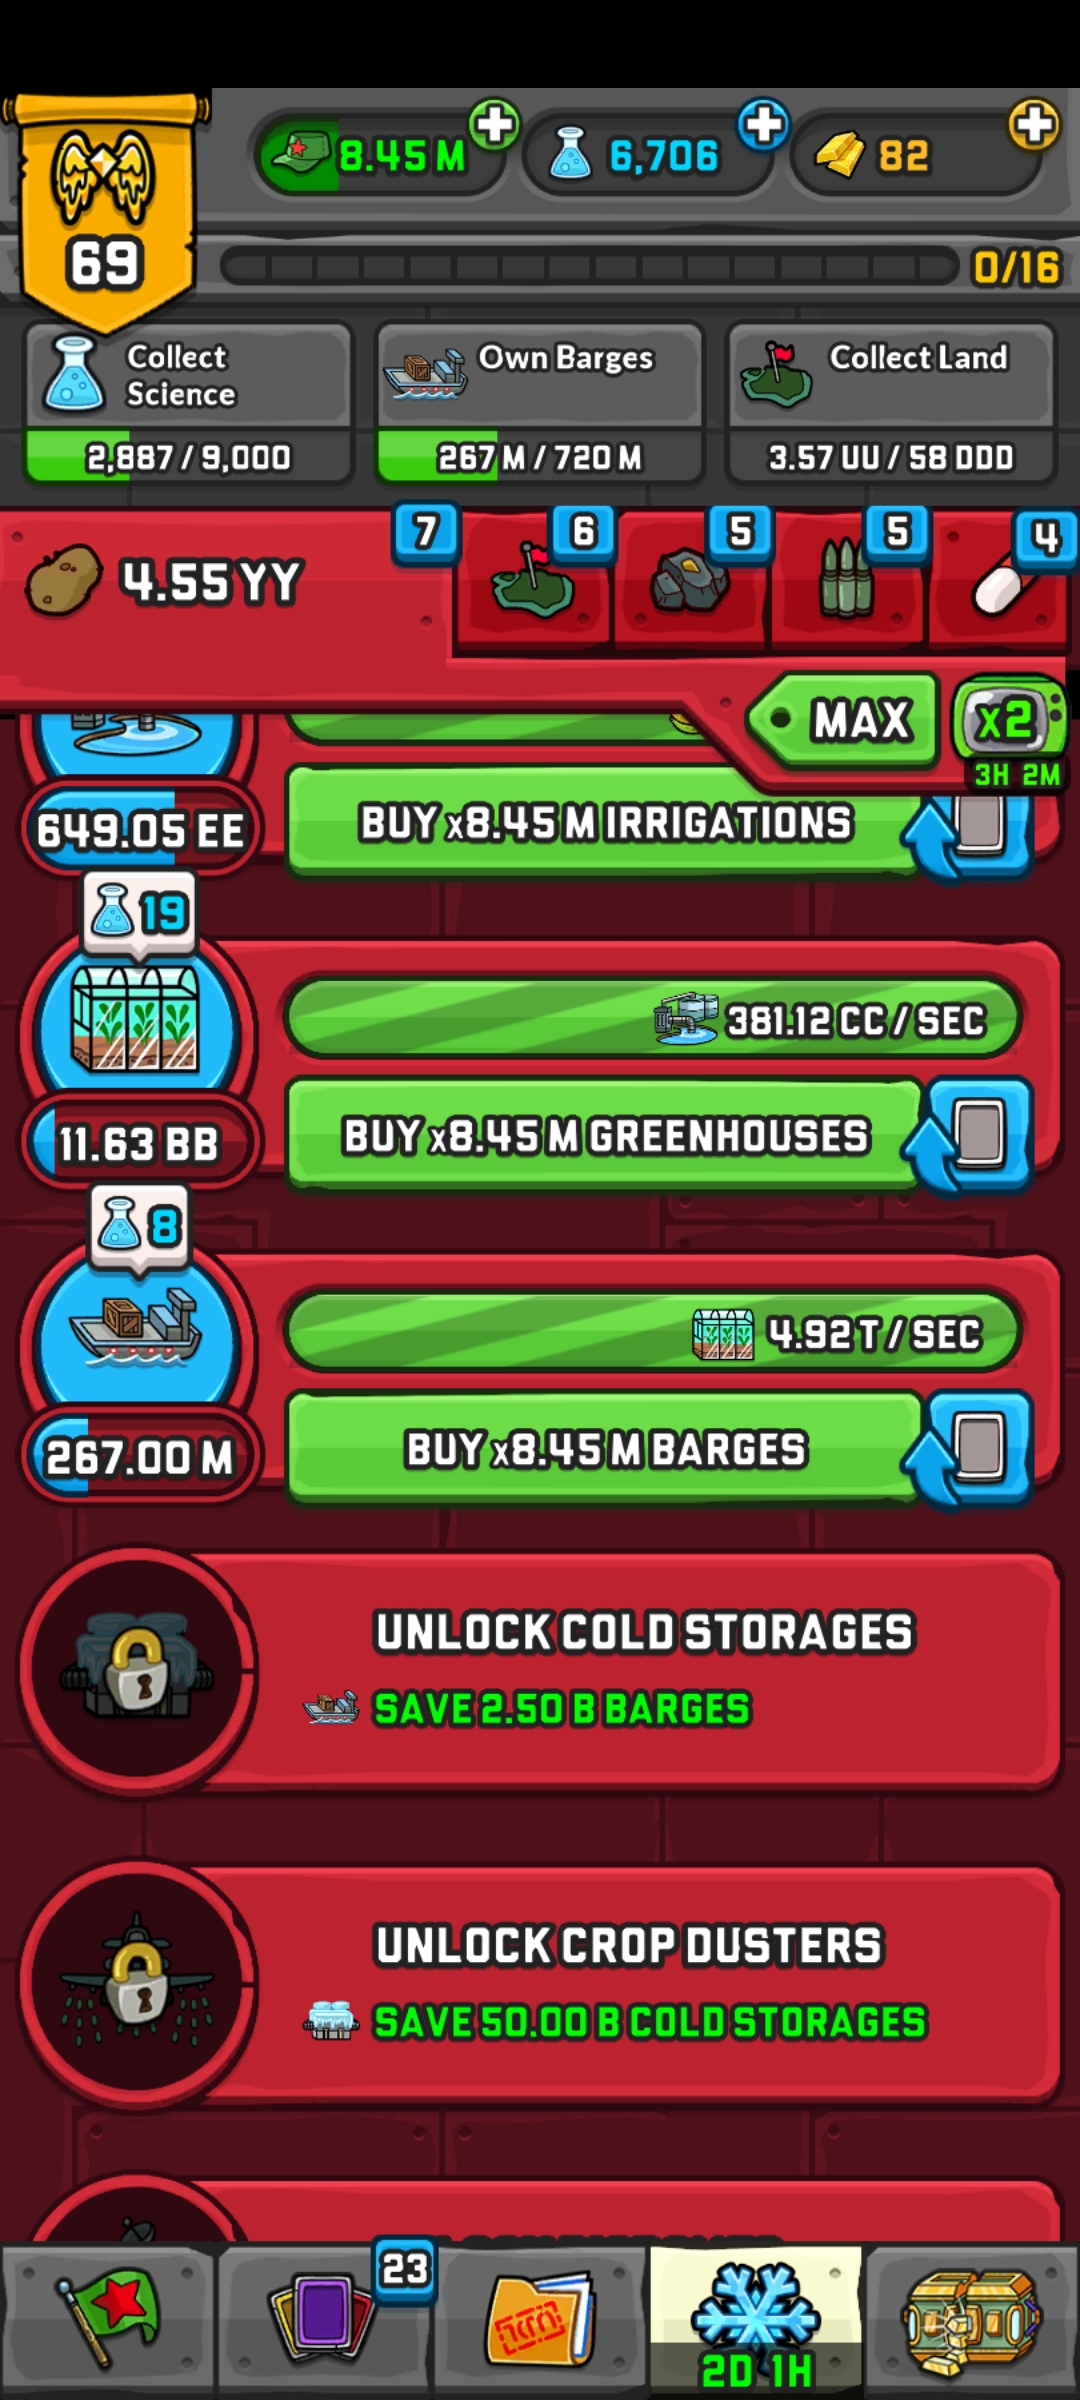 8.45 M
6,706
82
69
0/16
Collect
Science
Own Barges
Collect Land
2,887 / 9,000
267 M / 720 M
3.57 UU / 58 DDD
4.55 YY
7
6
5
5
4
MAX
x2
3H 2M
649.05 EE
BUY x8.45 M IRRIGATIONS
19
381.12 CC / SEC
11.63 BB
BUY x8.45 M GREENHOUSES
8
4.92 T / SEC
267.00 M
BUY x8.45 M BARGES
UNLOCK COLD STORAGES
SAVE 2.50 B BARGES
UNLOCK CROP DUSTERS
SAVE 50.00 B COLD STORAGES
23
2D 1H